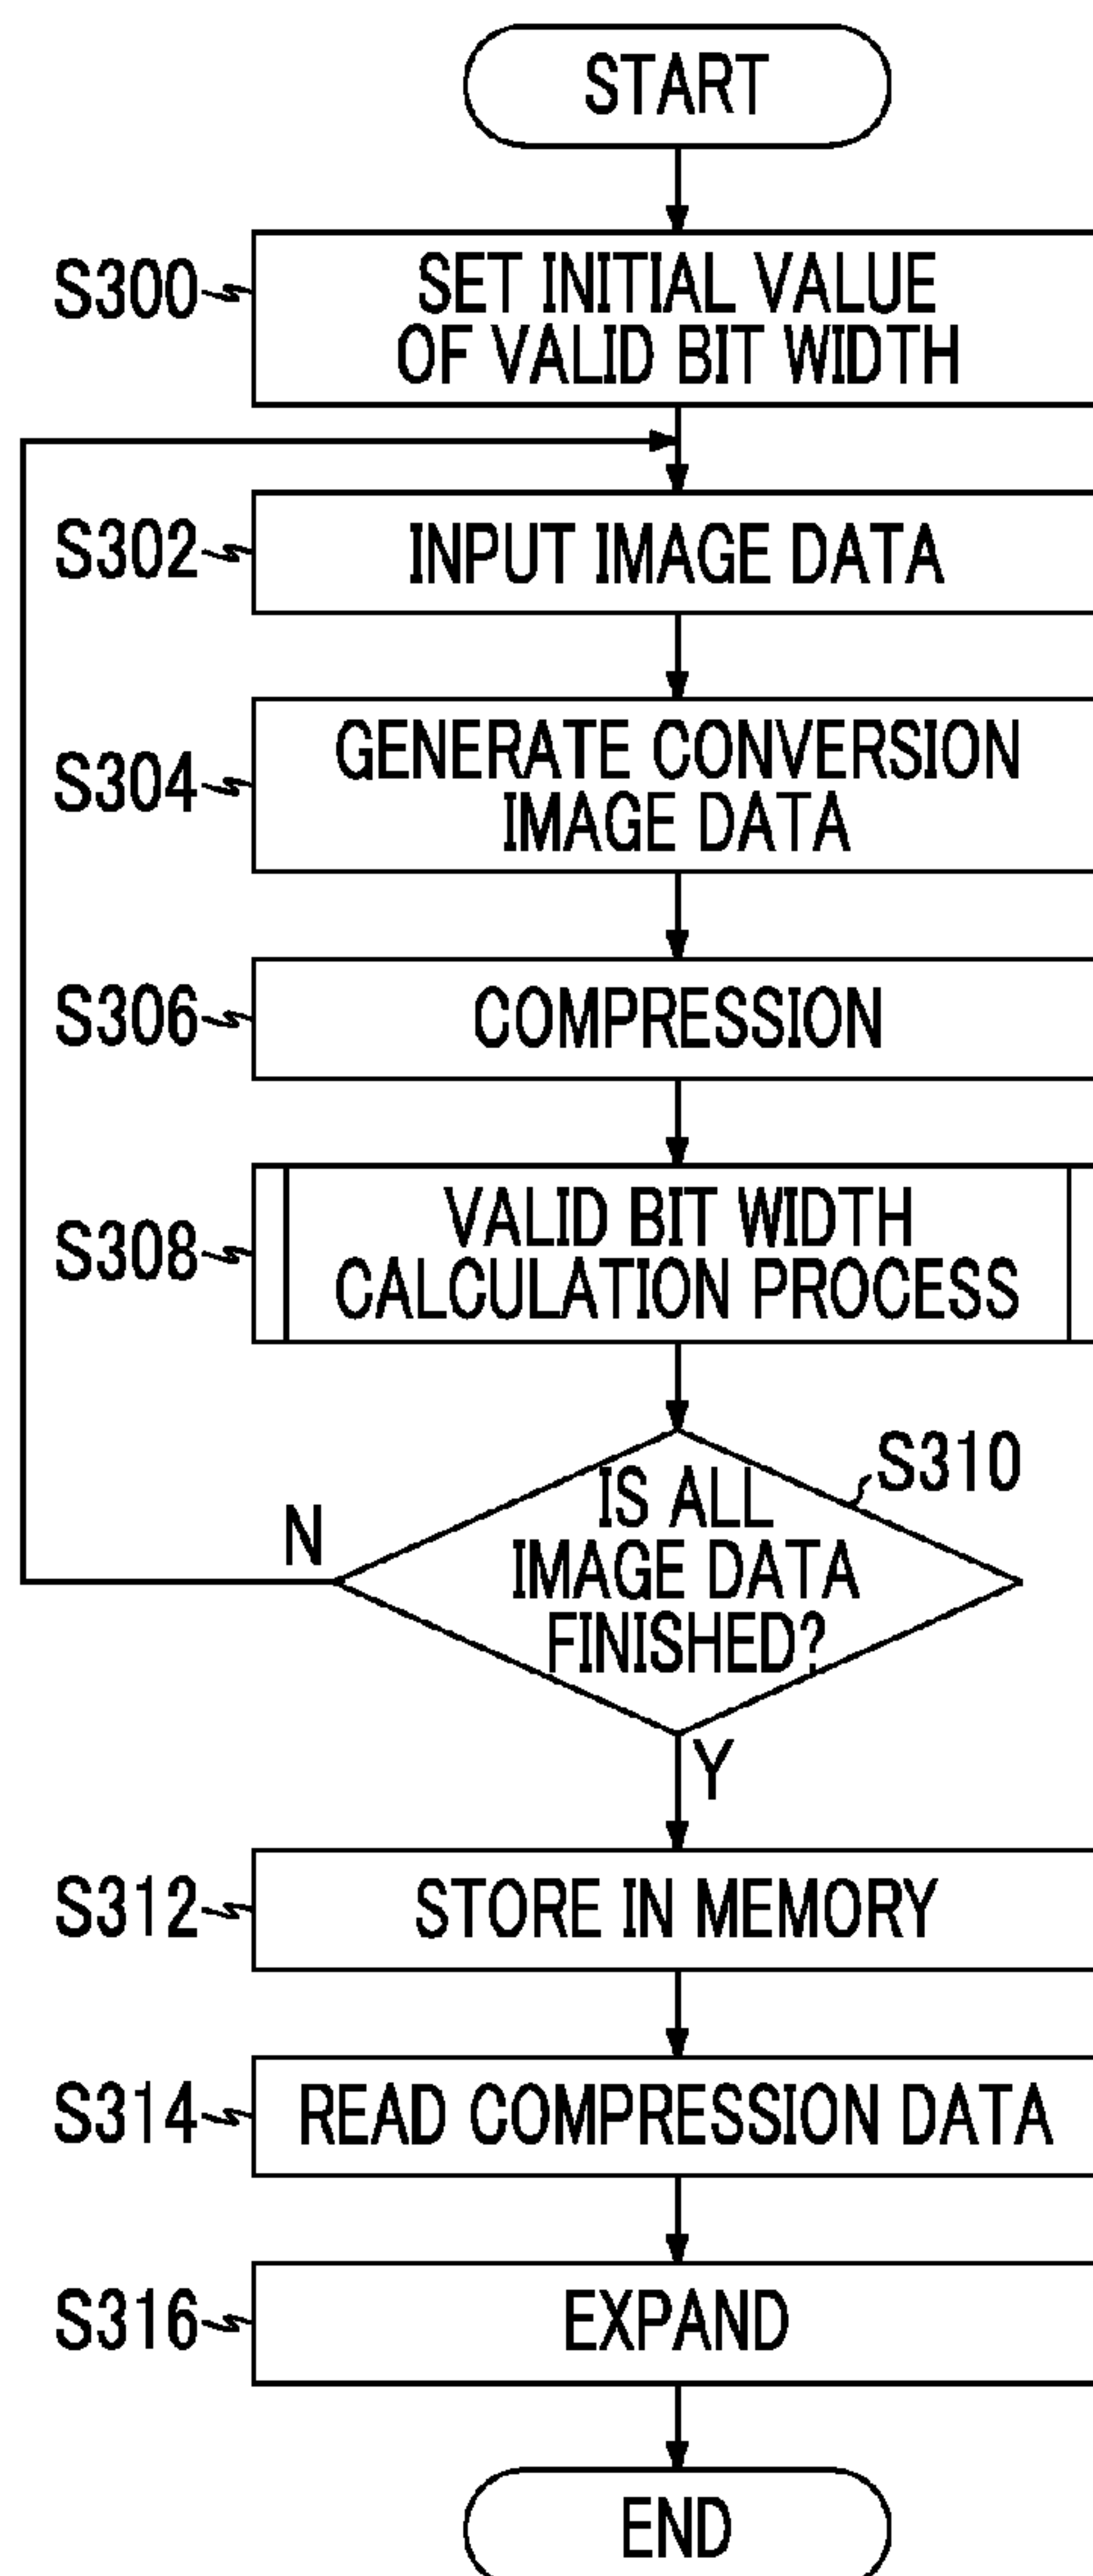 START
S300
SET INITIAL VALUE
OF VALID BIT WIDTH
S302
INPUT IMAGE DATA
S304
GENERATE CONVERSION
IMAGE DATA
S306
COMPRESSION
S308
VALID BIT WIDTH
CALCULATION PROCESS
S310
IS ALL
IMAGE DATA
FINISHED?
N
Y
S312
STORE IN MEMORY
S314
READ COMPRESSION DATA
S316
EXPAND
END